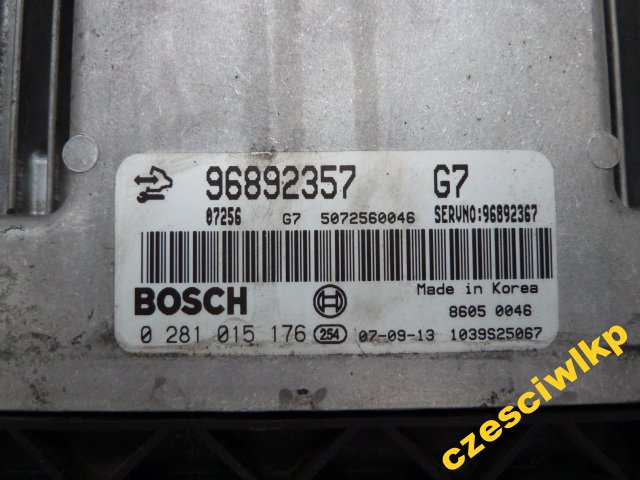 96892357 G7
07256 G7 5072560046 SERVNO:96892367
BOSCH Made in Korea
8605 0046
0 281 015 176 254 07-09-13 1039S25067
czesciwlkp